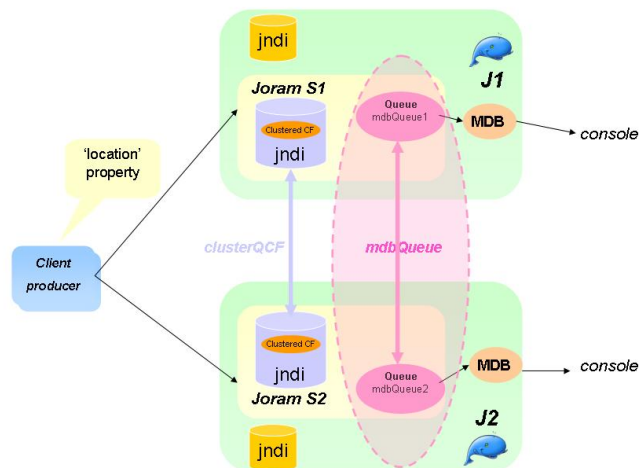 jndi
J1
Joram S1
Queue
mdbQueue1
Clustered CF
MDB
jndi
console
'location'
property
clusterQCF
mdbQueue
Client
producer
Clustered CF
jndi
MDB
console
Queue
mdbQueue2
Joram S2
J2
jndi